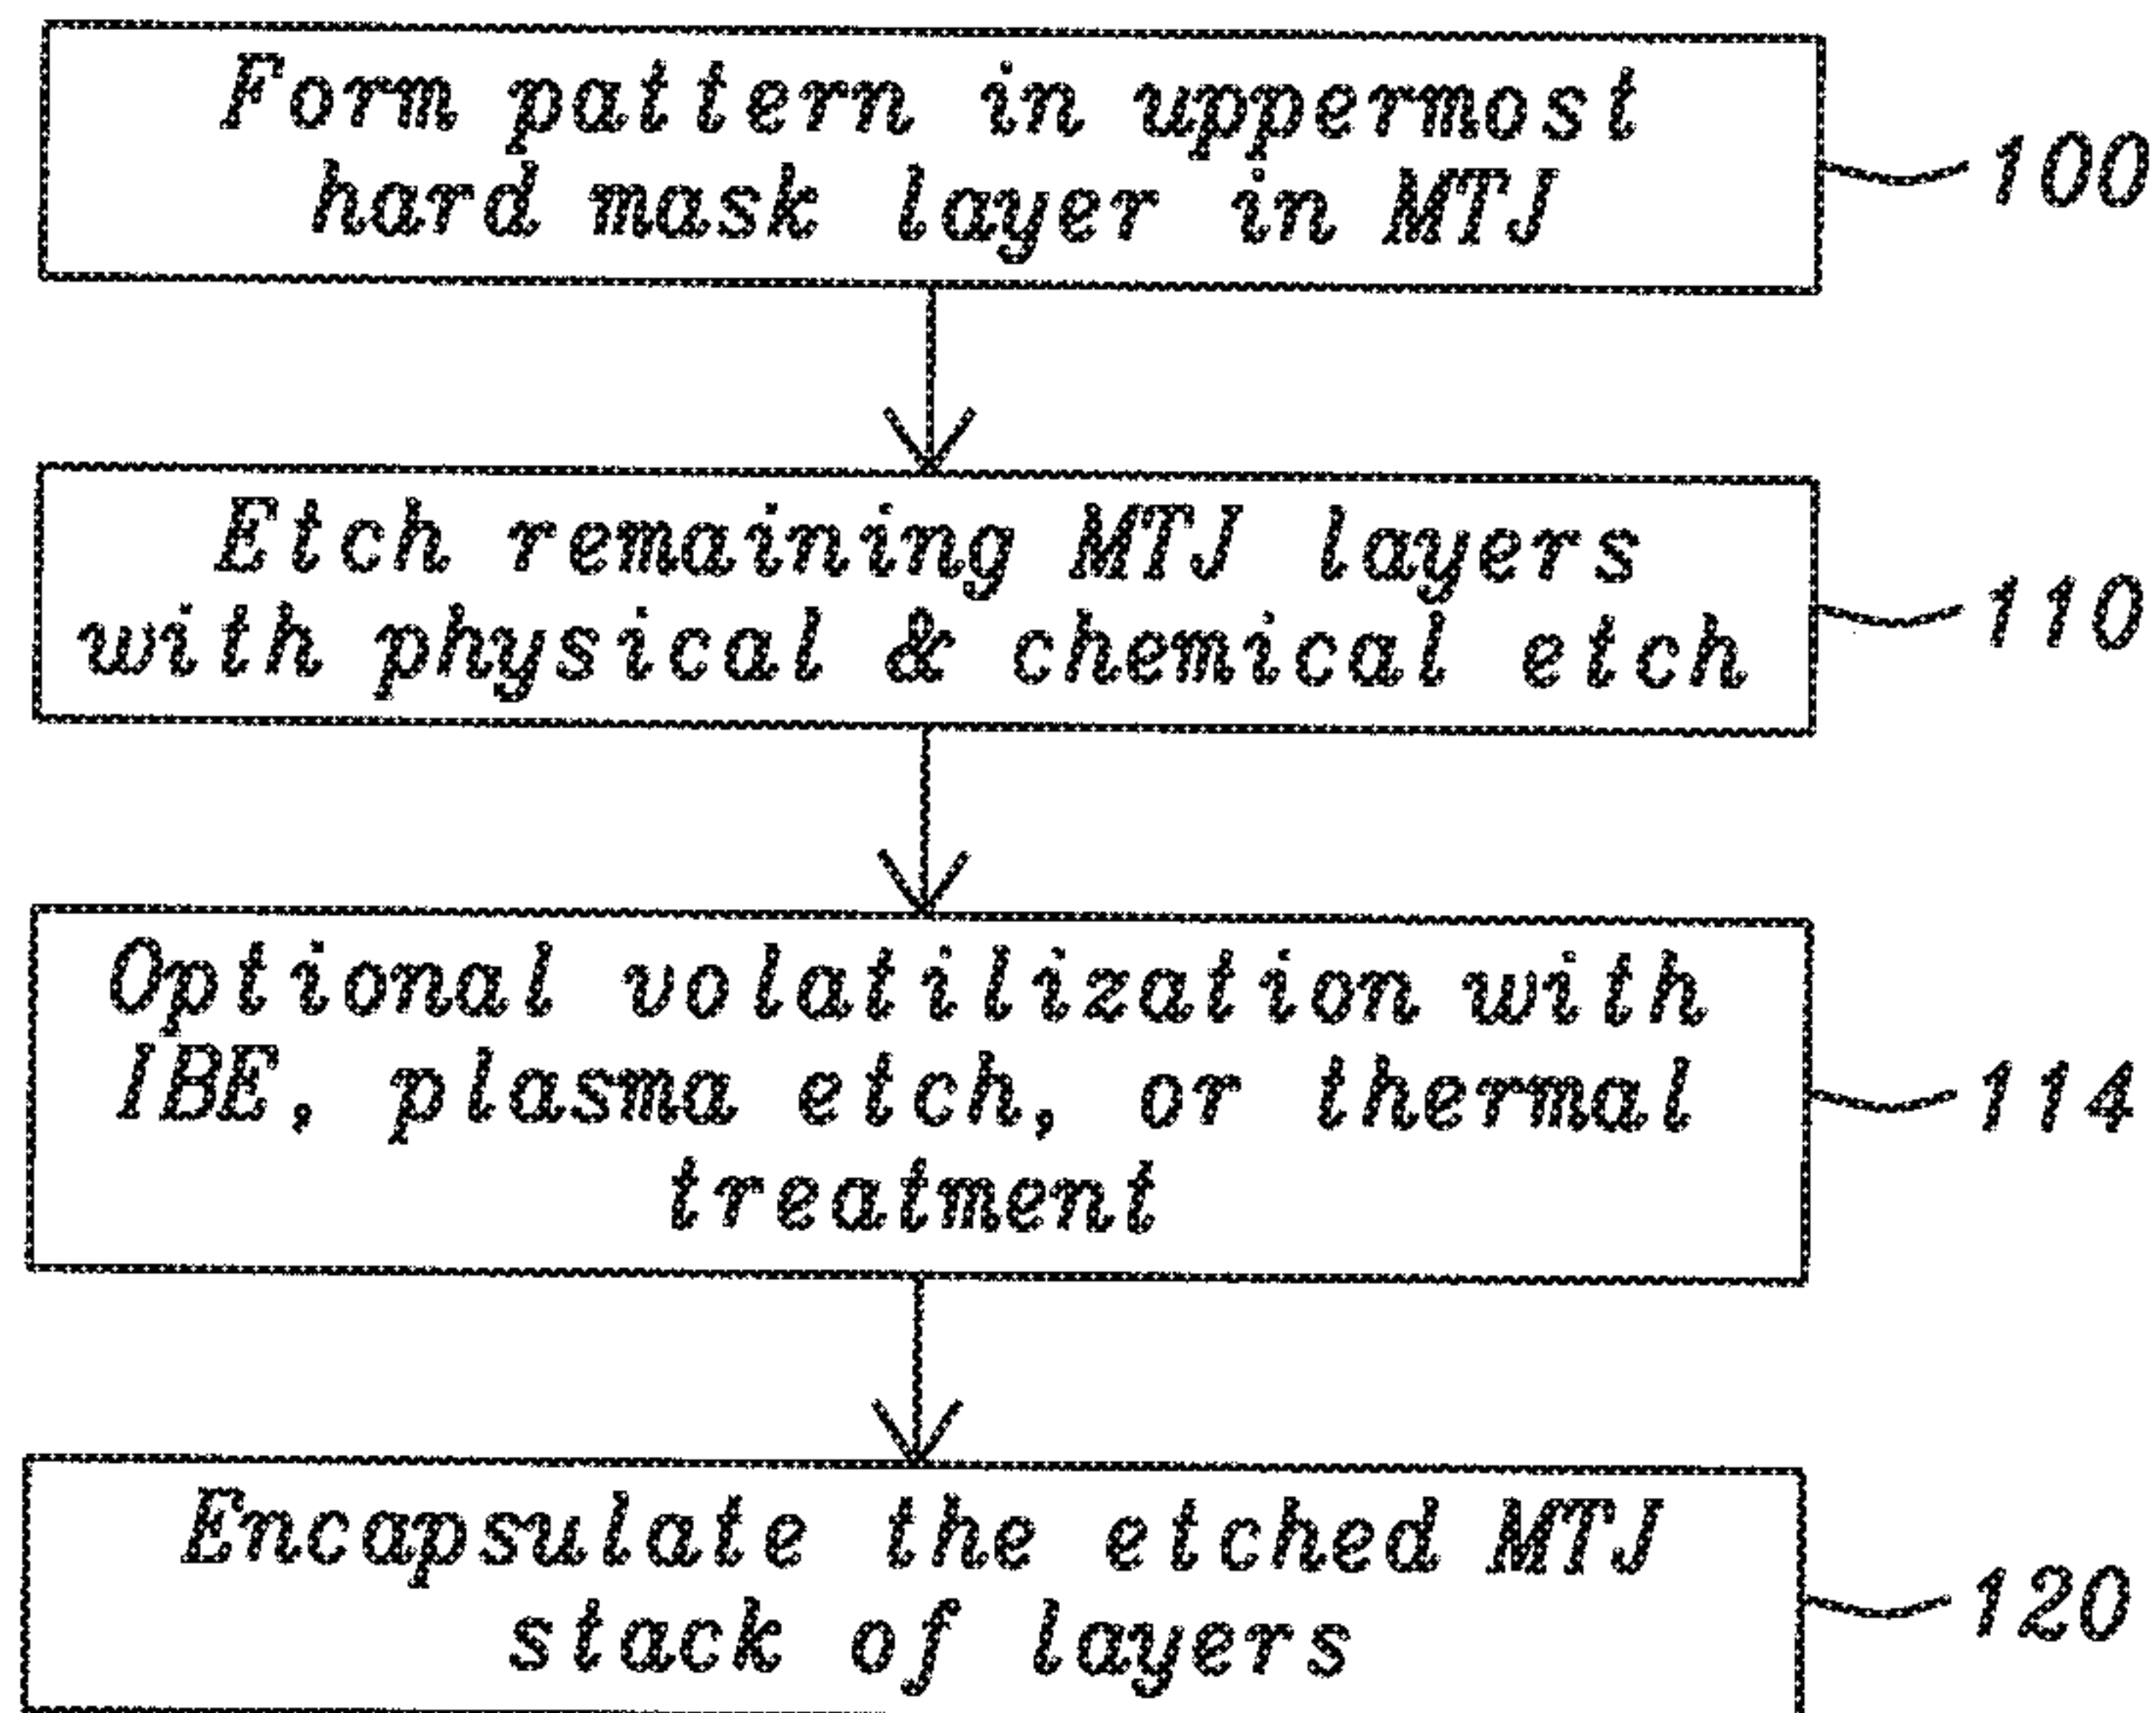 Form pattern in uppermost
hard mask layer in MTJ
100
Etch remaining MTJ layers
with physical & chemical etch
110
Optional volatilization with
IBE, plasma etch, or thermal
treatment
114
Encapsulate the etched MTJ
stack of layers
120